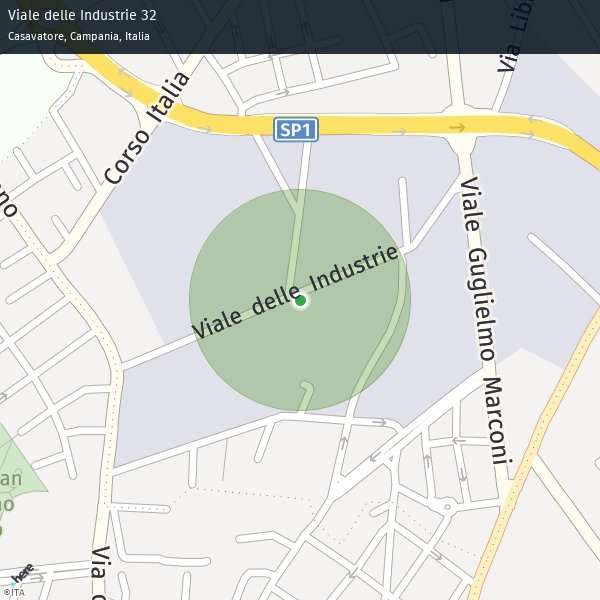 Viale delle Industrie 32
Casavatore, Campania, Italia
Via Lib
Corso Italia
SP1
no
Viale Guglielmo Marconi
Viale delle Industrie
an
no
o
Via d
here
©ITA